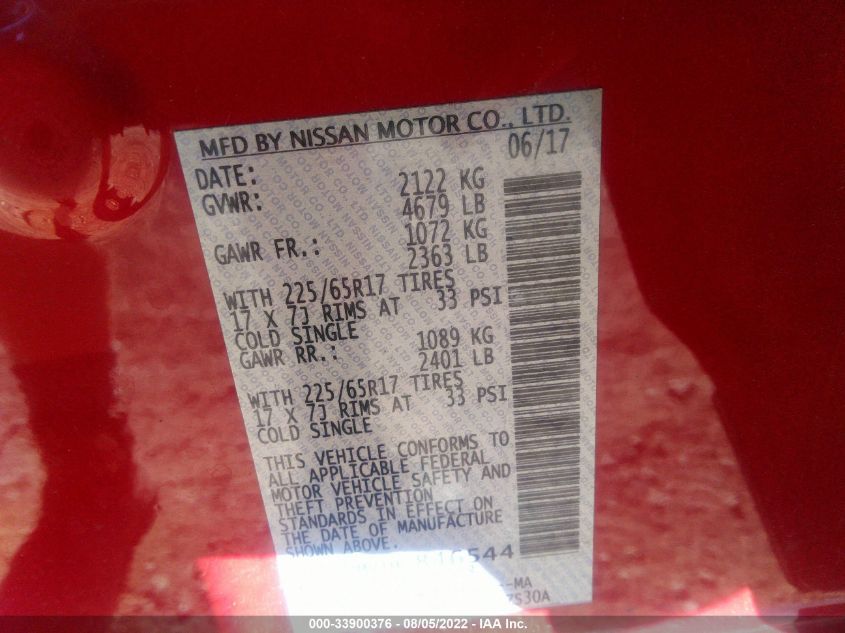 MFD BY NISSAN MOTOR CO., LTD.
DATE: 06/17
GVWR: 2122 KG
4679 LB
GAWR FR.: 1072 KG
2363 LB
WITH 225/65R17 TIRES
17 X 7J RIMS AT 33 PSI
COLD SINGLE
GAWR RR.: 1089 KG
2401 LB
WITH 225/65R17 TIRES
17 X 7J RIMS AT 33 PSI
COLD SINGLE
THIS VEHICLE CONFORMS TO
ALL APPLICABLE FEDERAL
MOTOR VEHICLE SAFETY AND
THEFT PREVENTION
STANDARDS IN EFFECT ON
THE DATE OF MANUFACTURE
SHOWN ABOVE.
000-33900376 - 08/05/2022 - IAA Inc.